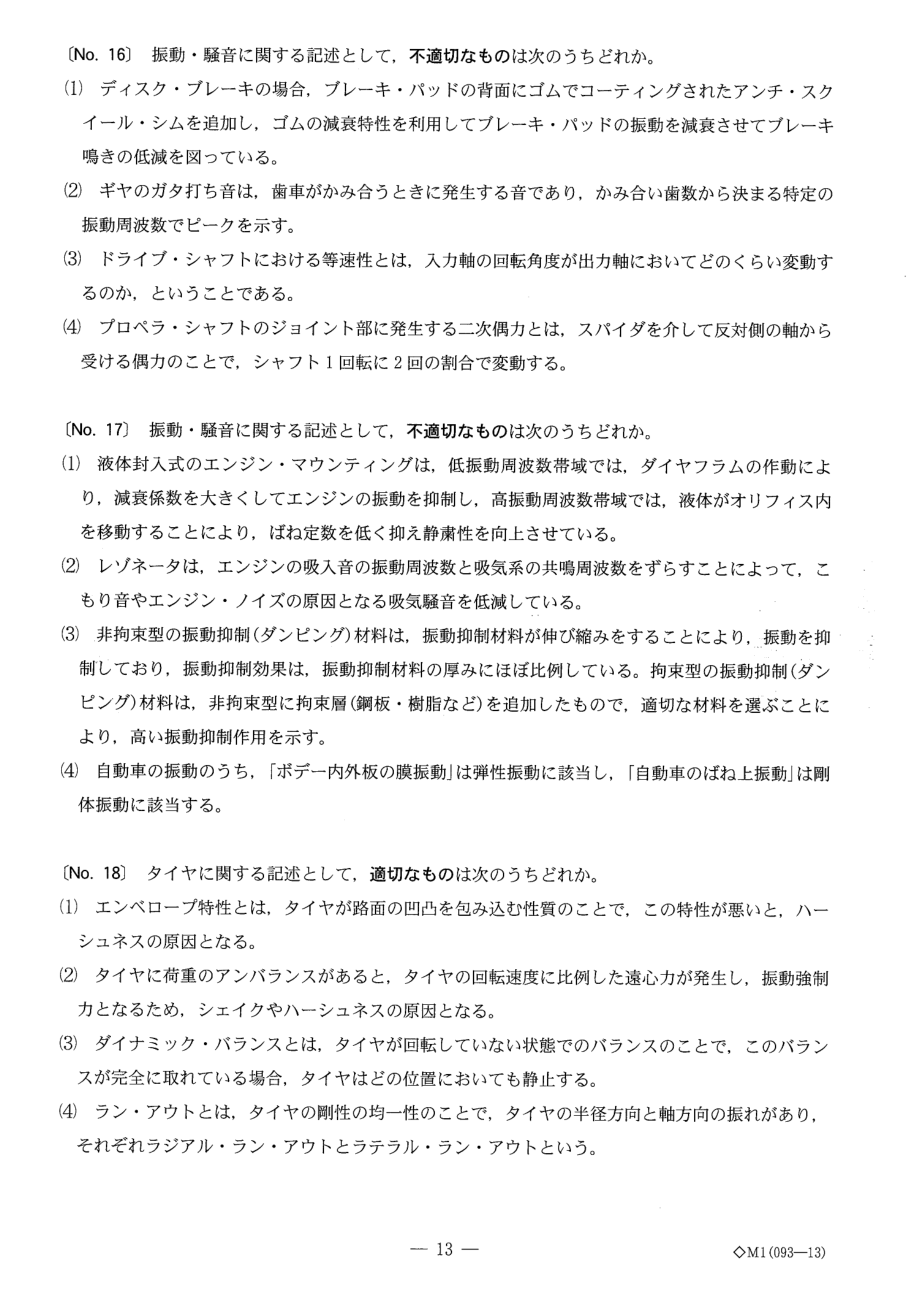 〔No. 16〕 振動・騒音に関する記述として，不適切なものは次のうちどれか。
⑴ ディスク・ブレーキの場合，ブレーキ・パッドの背面にゴムでコーティングされたアンチ・スク
イール・シムを追加し，ゴムの減衰特性を利用してブレーキ・パッドの振動を減衰させてブレーキ
鳴きの低減を図っている。
⑵ ギヤのガタ打ち音は，歯車がかみ合うときに発生する音であり，かみ合い歯数から決まる特定の
振動周波数でピークを示す。
⑶ ドライブ・シャフトにおける等速性とは，入力軸の回転角度が出力軸においてどのくらい変動す
るのか，ということである。
⑷ プロペラ・シャフトのジョイント部に発生する二次偶力とは，スパイダを介して反対側の軸から
受ける偶力のことで，シャフト1回転に2回の割合で変動する。
〔No. 17〕 振動・騒音に関する記述として，不適切なものは次のうちどれか。
⑴ 液体封入式のエンジン・マウンティングは，低振動周波数帯域では，ダイヤフラムの作動によ
り，減衰係数を大きくしてエンジンの振動を抑制し，高振動周波数帯域では，液体がオリフィス内
を移動することにより，ばね定数を低く抑え静粛性を向上させている。
⑵ レゾネータは，エンジンの吸入音の振動周波数と吸気系の共鳴周波数をずらすことによって，こ
もり音やエンジン・ノイズの原因となる吸気騒音を低減している。
⑶ 非拘束型の振動抑制(ダンピング)材料は，振動抑制材料が伸び縮みをすることにより，振動を抑
制しており，振動抑制効果は，振動抑制材料の厚みにほぼ比例している。拘束型の振動抑制(ダン
ピング)材料は，非拘束型に拘束層(鋼板・樹脂など)を追加したもので，適切な材料を選ぶことに
より，高い振動抑制作用を示す。
⑷ 自動車の振動のうち，｢ボデー内外板の膜振動｣は弾性振動に該当し，｢自動車のばね上振動｣は剛
体振動に該当する。
〔No. 18〕 タイヤに関する記述として，適切なものは次のうちどれか。
⑴ エンベロープ特性とは，タイヤが路面の凹凸を包み込む性質のことで，この特性が悪いと，ハー
シュネスの原因となる。
⑵ タイヤに荷重のアンバランスがあると，タイヤの回転速度に比例した遠心力が発生し，振動強制
力となるため，シェイクやハーシュネスの原因となる。
⑶ ダイナミック・バランスとは，タイヤが回転していない状態でのバランスのことで，このバラン
スが完全に取れている場合，タイヤはどの位置においても静止する。
⑷ ラン・アウトとは，タイヤの剛性の均一性のことで，タイヤの半径方向と軸方向の振れがあり，
それぞれラジアル・ラン・アウトとラテラル・ラン・アウトという。
— 13 —
◇M1(093—13)